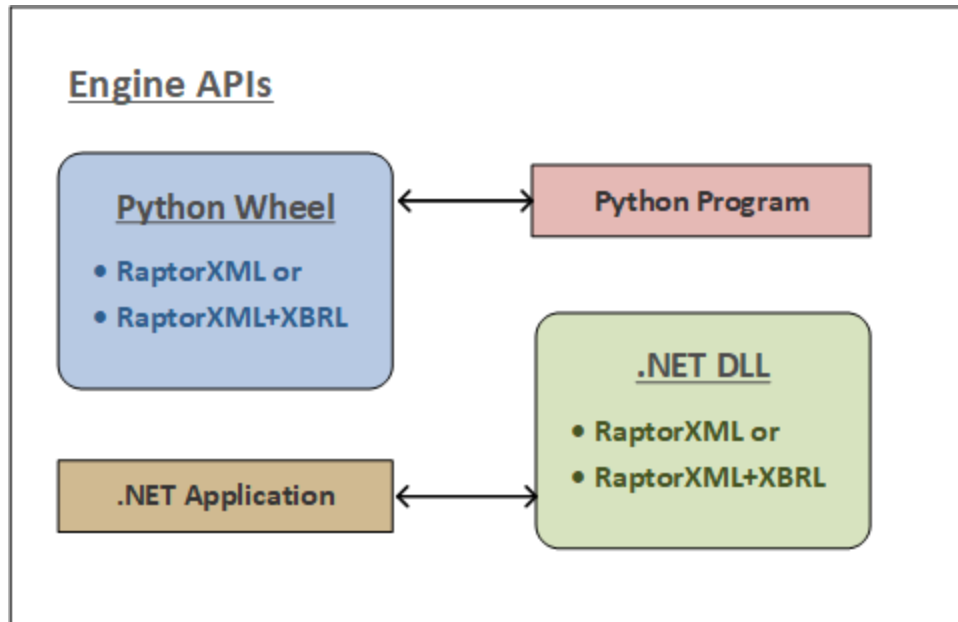 Engine APIs
Python Wheel
• RaptorXML or
• RaptorXML+XBRL
Python Program
.NET DLL
• RaptorXML or
• RaptorXML+XBRL
.NET Application